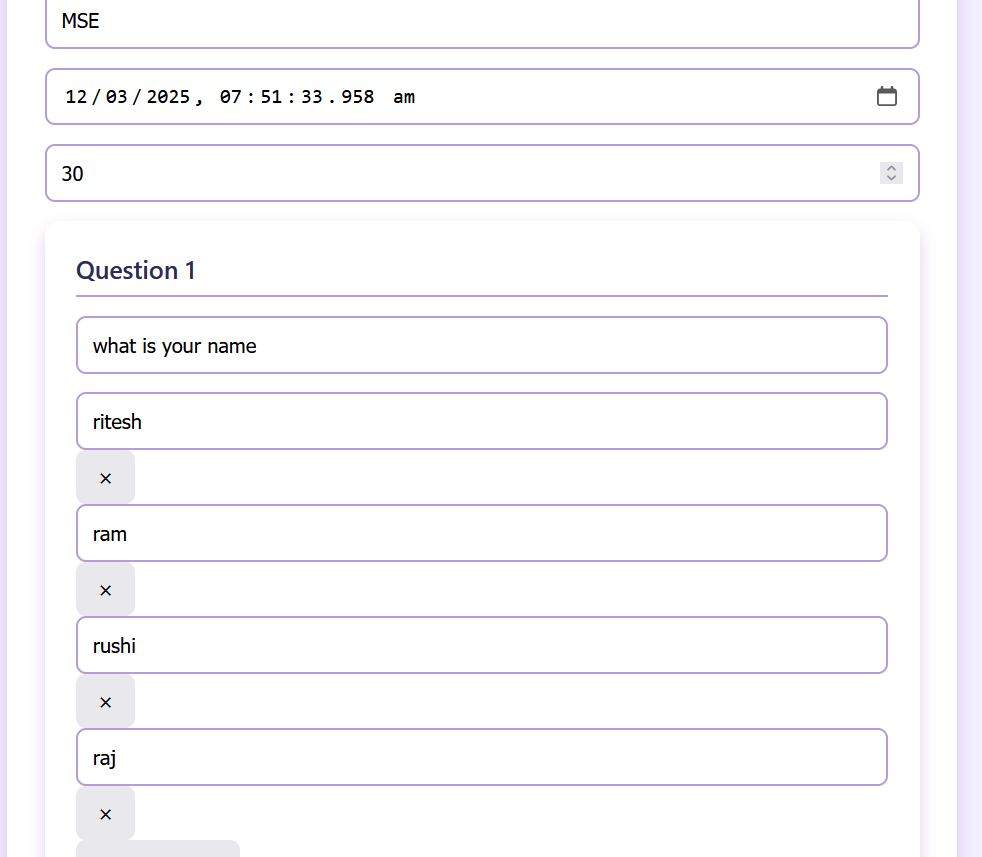 MSE
12/03/2025, 07:51:33.958 am
30
Question 1
what is your name
ritesh
×
ram
×
rushi
×
raj
×